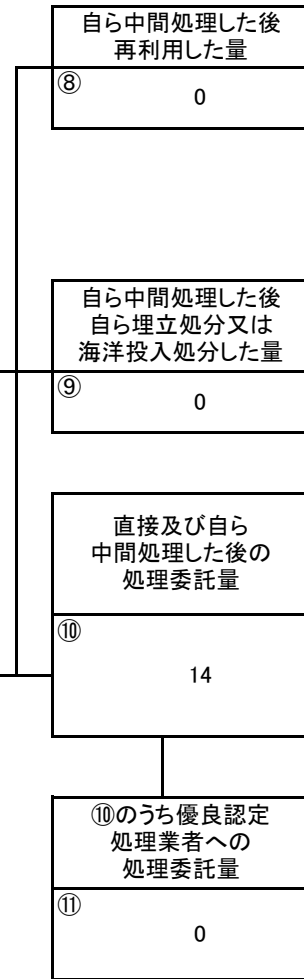 自ら中間処理した後
再利用した量
⑧
0
自ら中間処理した後
自ら埋立処分又は
海洋投入処分した量
⑨
0
直接及び自ら
中間処理した後の
処理委託量
⑩
14
⑩のうち優良認定
処理業者への
処理委託量
⑪
0